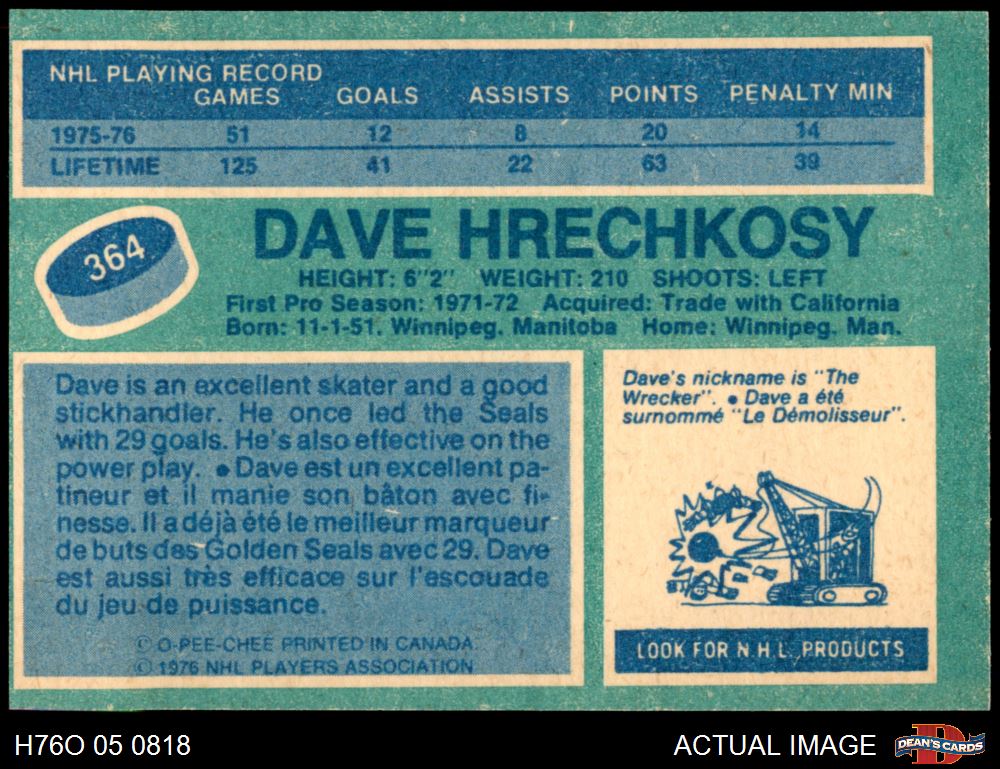 NHL PLAYING RECORD
GAMES GOALS ASSISTS POINTS PENALTY MIN
1975-76 51 12 8 20 14
LIFETIME 125 41 22 63 39
364
DAVE HRECHKOSY
HEIGHT: 6"2" WEIGHT: 210 SHOOTS: LEFT
First Pro Season: 1971-72 Acquired: Trade with California
Born: 11-1-51. Winnipeg. Manitoba Home: Winnipeg. Man.
Dave is an excellent skater and a good
stickhandler. He once led the Seals
with 29 goals. He's also effective on the
power play. • Dave est un excellent pa-
tineur et il manie son bâton avec fi-
nesse. Il a déjà été le meilleur marqueur
de buts des Golden Seals avec 29. Dave
est aussi très efficace sur l'escouade
du jeu de puissance.
© O-PEE-CHEE PRINTED IN CANADA.
© 1976 NHL PLAYERS ASSOCIATION
Dave's nickname is "The
Wrecker". • Dave a été
surnommé "Le Démolisseur".
LOOK FOR N.H.L. PRODUCTS
H76O 05 0818
ACTUAL IMAGE
DEAN'S CARDS